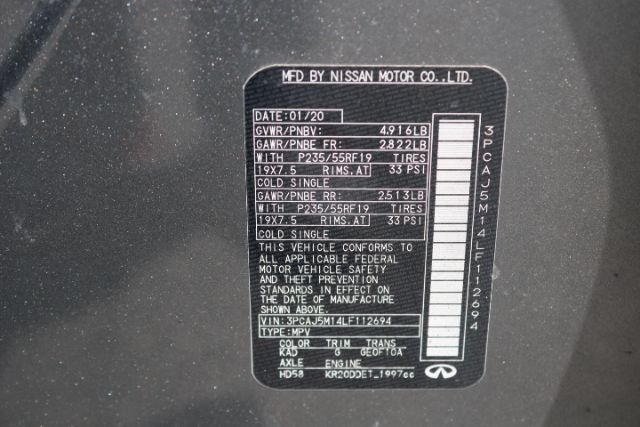 MFD BY NISSAN MOTOR CO.,LTD.
DATE:01/20
GVWR/PNBV: 4,916LB
GAWR/PNBE FR: 2,822LB
WITH P235/55RF19 TIRES
19X7.5 RIMS.AT 33 PSI
COLD SINGLE
GAWR/PNBE RR: 2,513LB
WITH P235/55RF19 TIRES
19X7.5 RIMS.AT 33 PSI
COLD SINGLE
THIS VEHICLE CONFORMS TO
ALL APPLICABLE FEDERAL
MOTOR VEHICLE SAFETY
AND THEFT PREVENTION
STANDARDS IN EFFECT ON
THE DATE OF MANUFACTURE
SHOWN ABOVE.
VIN:3PCAJ5M14LF112694
TYPE:MPV
COLOR TRIM TRANS
KAD G GEOF10A
AXLE ENGINE
HD58 KR20DDET_1997cc
3PCAJ5M14LF112694